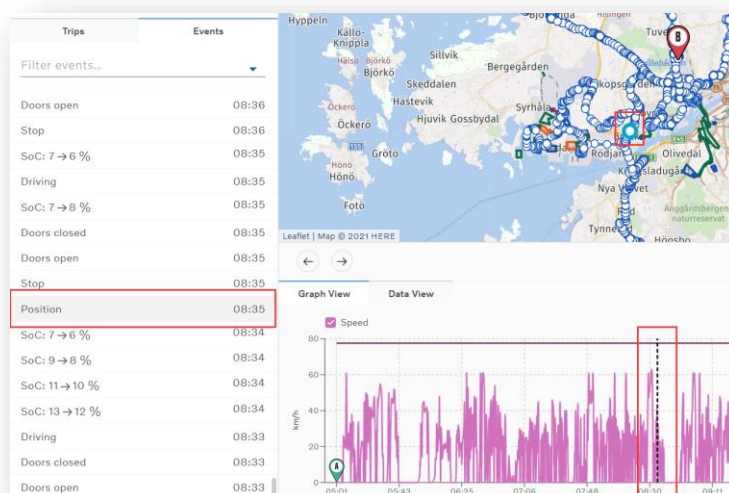 Trips
Events
Filter events..
Doors open 08:36
Stop 08:36
SoC: 7 → 6 % 08:35
Driving 08:35
SoC: 7 → 8 % 08:35
Doors closed 08:35
Doors open 08:35
Stop 08:35
Position 08:35
SoC: 7 → 6 % 08:34
SoC: 9 → 8 % 08:34
SoC: 11 → 10 % 08:34
SoC: 13 → 12 % 08:34
Driving 08:33
Doors closed 08:33
Doors open 08:33
Hyppeln
Källö-
Knippla
Hälsö
Björkö
Björkö
Sillvik
Skeddalen
Hastevik
Öckerö
Öckerö
Hjuvik
Gossbydal
Bergegården
Syrhåla
Grötö
Hönö
Hönö
Fotö
Olivedal
Änggårdsbergen
naturreservat
Högsbo
B
Leaflet | Map © 2021 HERE
← →
Graph View
Data View
Speed
80
60
40
20
0
km/h
A
05:01 05:43 06:25 07:06 07:48 08:30 09:11